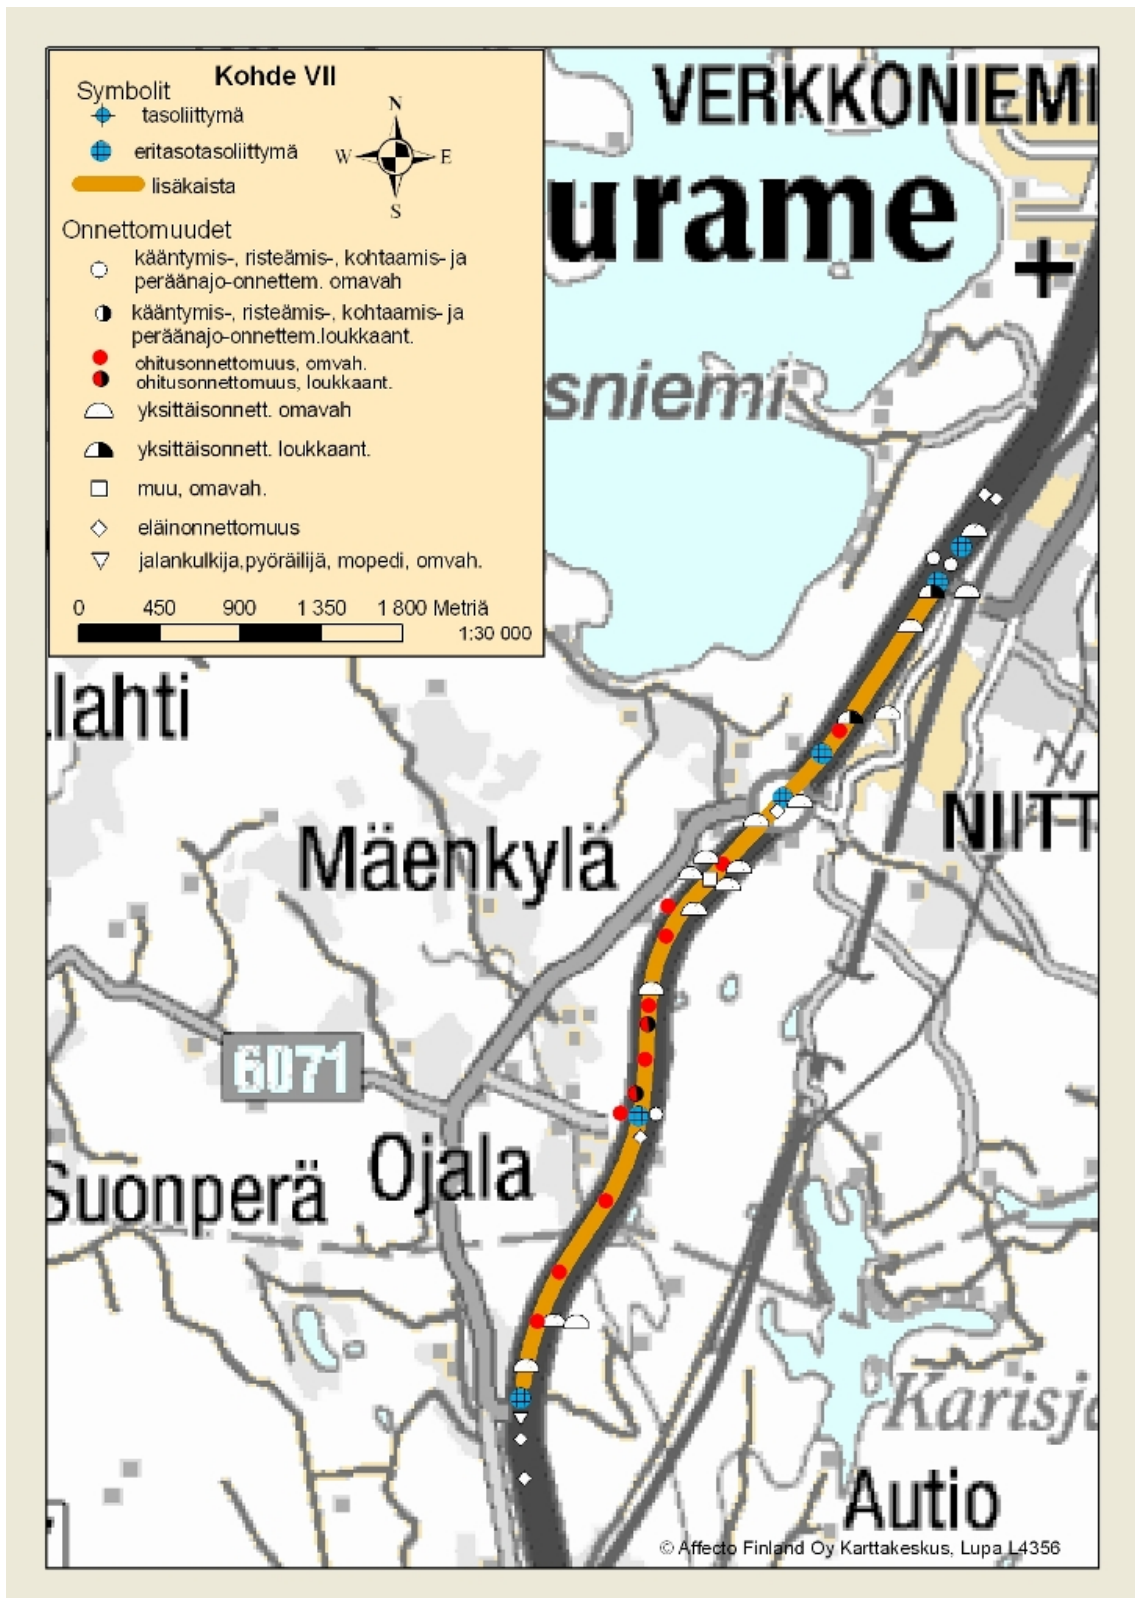 Kohde VII
Symbolit
tasoliittymä
eritasotasoliittymä
lisäkaista
N
W E
S
Onnettomuudet
kääntymis-, risteämis-, kohtaamis- ja
peräänajo-onnettem. omavah
kääntymis-, risteämis-, kohtaamis- ja
peräänajo-onnettem.loukkaant.
ohitusonnettomuus, omvah.
ohitusonnettomuus, loukkaant.
yksittäisonnett. omavah
yksittäisonnett. loukkaant.
muu, omavah.
eläinonnettomuus
jalankulkija,pyöräilijä, mopedi, omvah.
0 450 900 1 350 1 800 Metriä
1:30 000
VERKKONIEMI
urame
sniemi
lahti
NIITT
Mäenkylä
6071
Ojala
Suonperä
Karisjo
Autio
© Affecto Finland Oy Karttakeskus, Lupa L4356